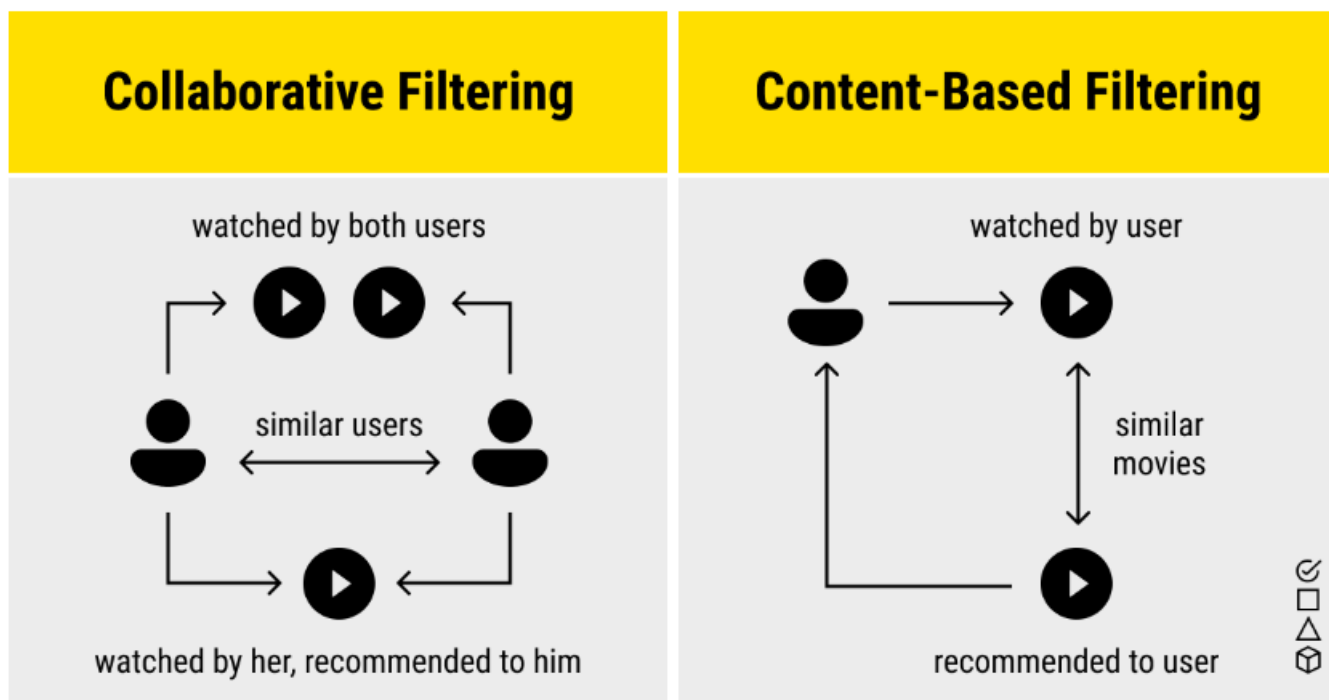 Collaborative Filtering
watched by both users
similar users
watched by her, recommended to him
Content-Based Filtering
watched by user
similar
movies
recommended to user